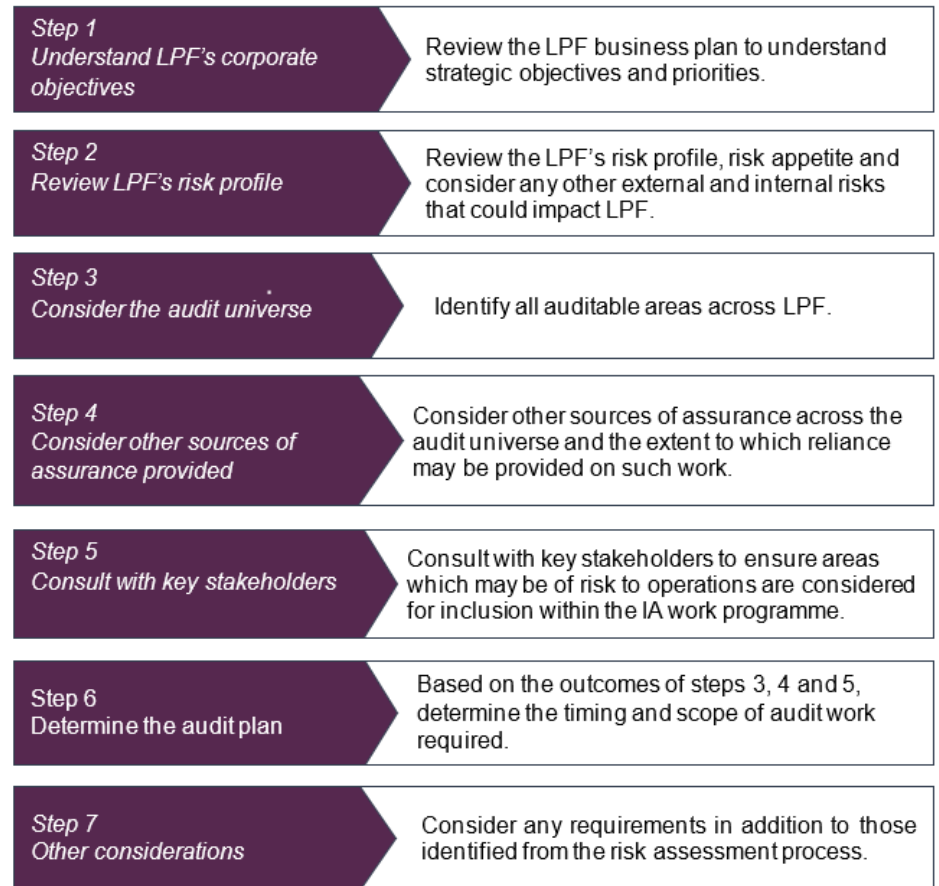 Step 1
Understand LPF's corporate
objectives
Review the LPF business plan to understand
strategic objectives and priorities.
Step 2
Review LPF's risk profile
Review the LPF's risk profile, risk appetite and
consider any other external and internal risks
that could impact LPF.
Step 3
Consider the audit universe
Identify all auditable areas across LPF.
Step 4
Consider other sources of
assurance provided
Consider other sources of assurance across the
audit universe and the extent to which reliance
may be provided on such work.
Step 5
Consult with key stakeholders
Consult with key stakeholders to ensure areas
which may be of risk to operations are considered
for inclusion within the IA work programme.
Step 6
Determine the audit plan
Based on the outcomes of steps 3, 4 and 5,
determine the timing and scope of audit work
required.
Step 7
Other considerations
Consider any requirements in addition to those
identified from the risk assessment process.